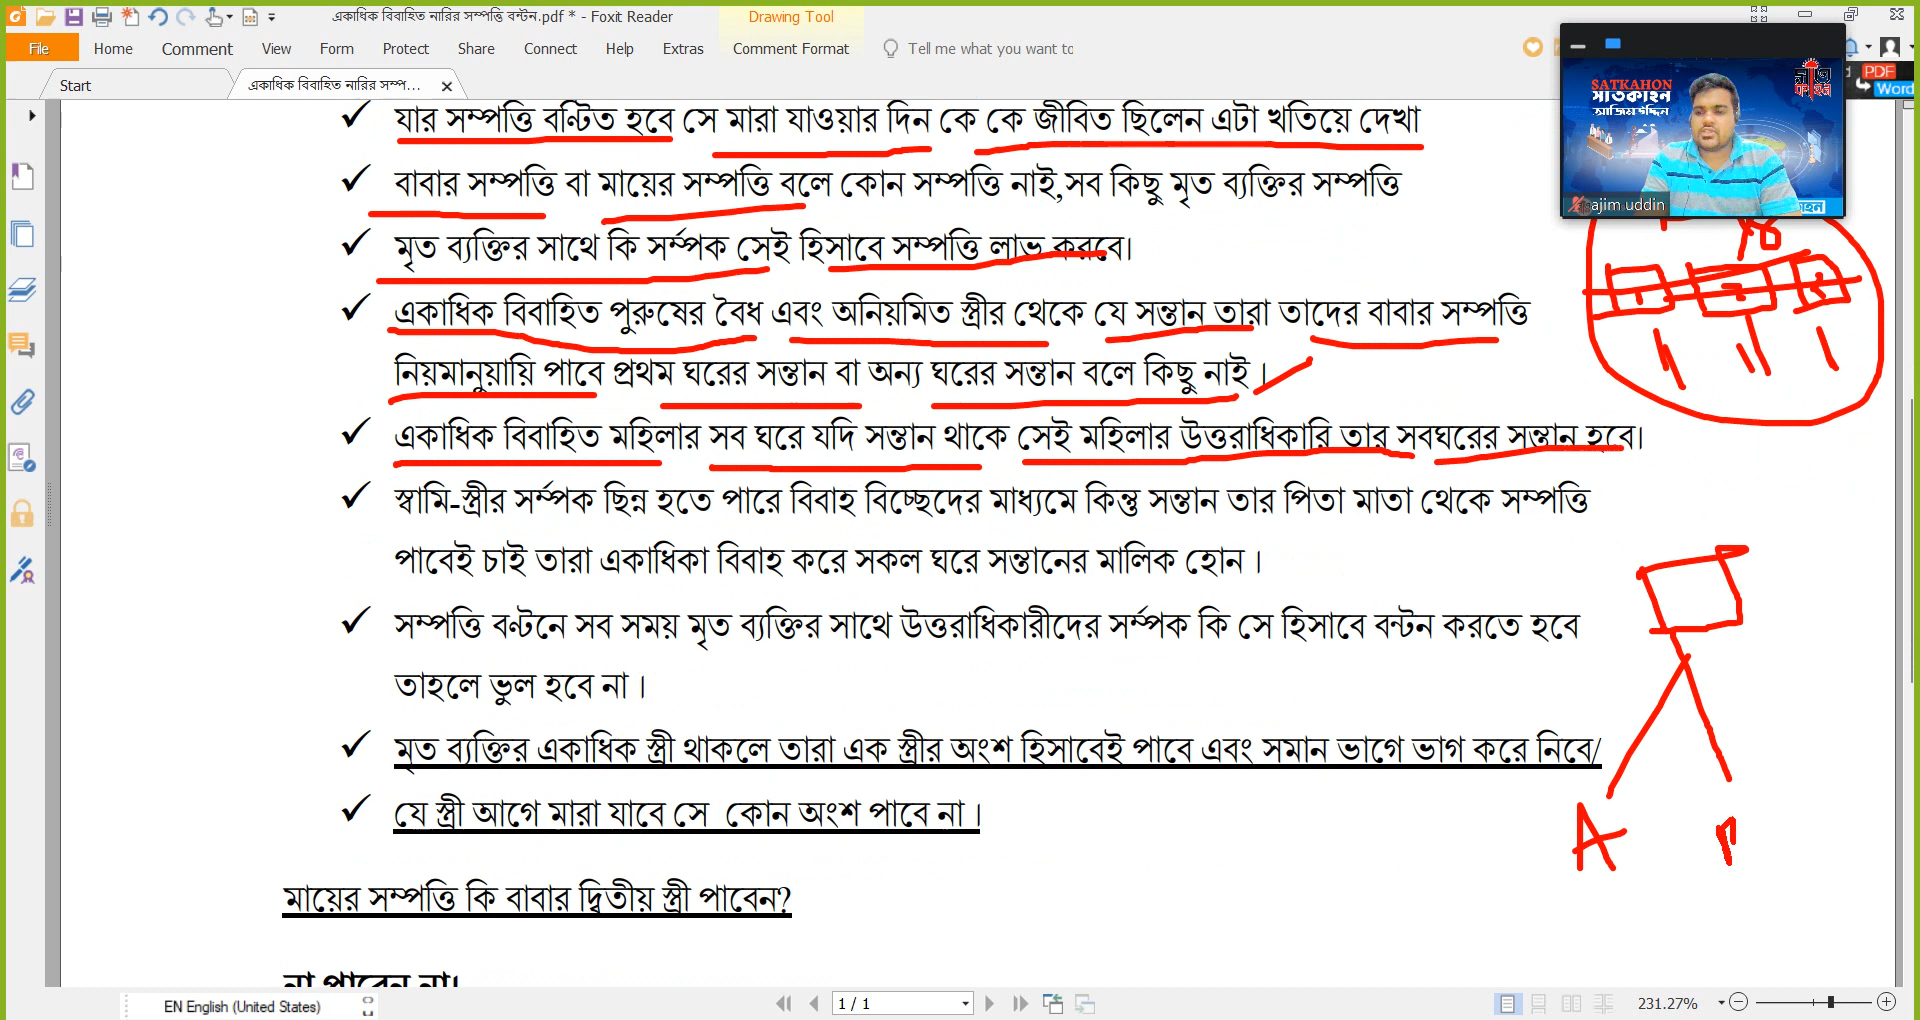 একাধিক বিবাহিত নারির সম্পত্তি বন্টন.pdf * - Foxit Reader
Drawing Tool
File Home Comment View Form Protect Share Connect Help Extras Comment Format Tell me what you want to
Start
একাধিক বিবাহিত নারির সম্প...
PDF
Word
SATKAHON
সাতকাহন
ajim uddin
✓ যার সম্পত্তি বণ্টিত হবে সে মারা যাওয়ার দিন কে কে জীবিত ছিলেন এটা খতিয়ে দেখা
✓ বাবার সম্পত্তি বা মায়ের সম্পত্তি বলে কোন সম্পত্তি নাই,সব কিছু মৃত ব্যক্তির সম্পত্তি
✓ মৃত ব্যক্তির সাথে কি সর্ম্পক সেই হিসাবে সম্পত্তি লাভ করবে।
✓ একাধিক বিবাহিত পুরুষের বৈধ এবং অনিয়মিত স্ত্রীর থেকে যে সন্তান তারা তাদের বাবার সম্পত্তি
নিয়মানুয়ায়ি পাবে প্রথম ঘরের সন্তান বা অন্য ঘরের সন্তান বলে কিছু নাই।
✓ একাধিক বিবাহিত মহিলার সব ঘরে যদি সন্তান থাকে সেই মহিলার উত্তরাধিকারি তার সবঘরের সন্তান হবে।
✓ স্বামি-স্ত্রীর সর্ম্পক ছিন্ন হতে পারে বিবাহ বিচ্ছেদের মাধ্যমে কিন্তু সন্তান তার পিতা মাতা থেকে সম্পত্তি
পাবেই চাই তারা একাধিকা বিবাহ করে সকল ঘরে সন্তানের মালিক হোন।
✓ সম্পত্তি বণ্টনে সব সময় মৃত ব্যক্তির সাথে উত্তরাধিকারীদের সর্ম্পক কি সে হিসাবে বন্টন করতে হবে
তাহলে ভুল হবে না।
✓ মৃত ব্যক্তির একাধিক স্ত্রী থাকলে তারা এক স্ত্রীর অংশ হিসাবেই পাবে এবং সমান ভাগে ভাগ করে নিবে/
✓ যে স্ত্রী আগে মারা যাবে সে কোন অংশ পাবে না।
A
মায়ের সম্পত্তি কি বাবার দ্বিতীয় স্ত্রী পাবেন?
না পাবেন না।
EN English (United States)
1 / 1
231.27%